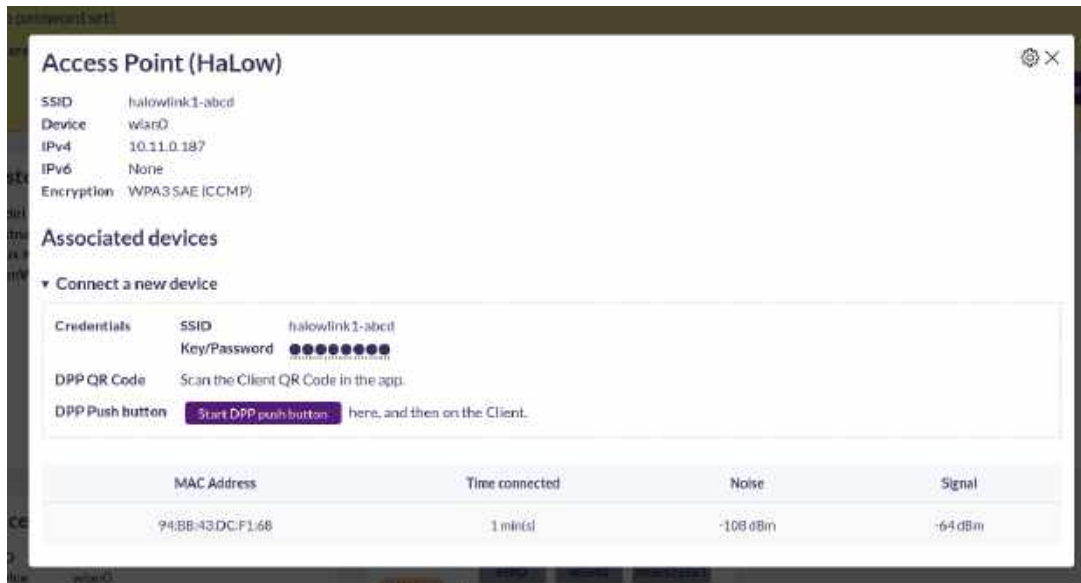 password set!
Access Point (HaLow)
SSID halowlink1-abcd
Device wlan0
IPv4 10.11.0.187
IPv6 None
Encryption WPA3 SAE (CCMP)
Associated devices
▾ Connect a new device
Credentials SSID halowlink1-abcd
Key/Password ●●●●●●●●
DPP QR Code Scan the Client QR Code in the app.
DPP Push button Start DPP push button here, and then on the Client.
MAC Address Time connected Noise Signal
94:BB:43:DC:F1:68 1 min(s) -108 dBm -64 dBm
wlan0